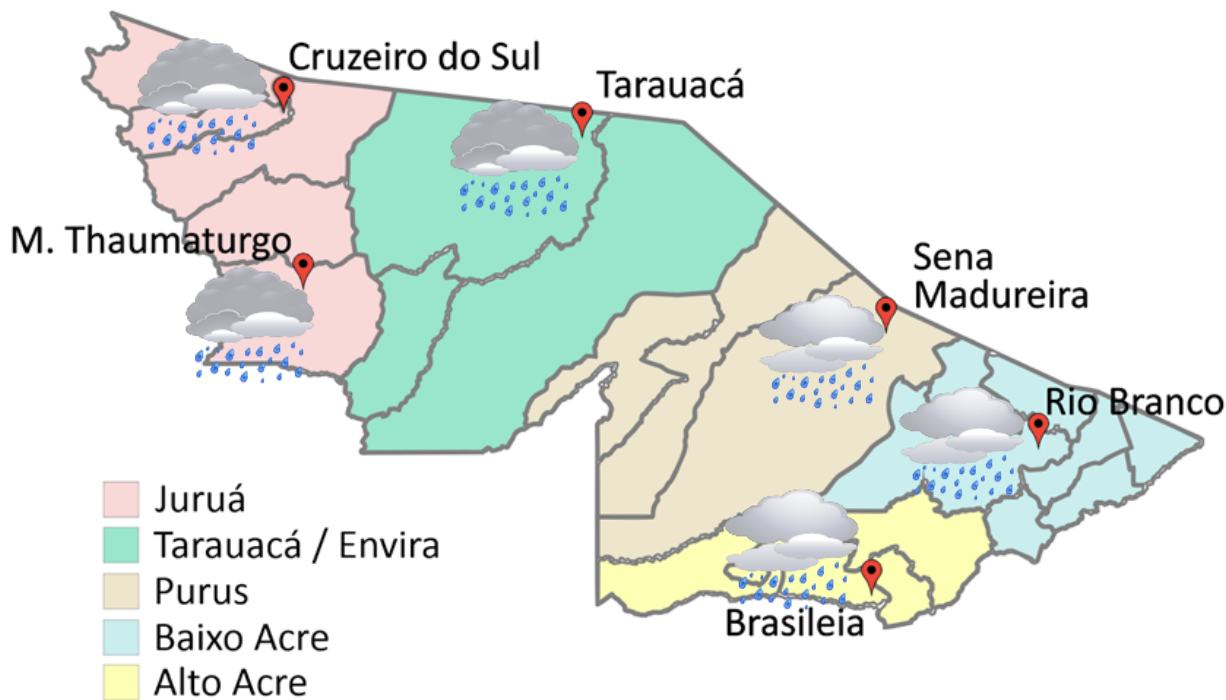 Cruzeiro do Sul
Tarauacá
M. Thaumaturgo
Sena
Madureira
Rio Branco
Brasileia
Juruá
Tarauacá / Envira
Purus
Baixo Acre
Alto Acre